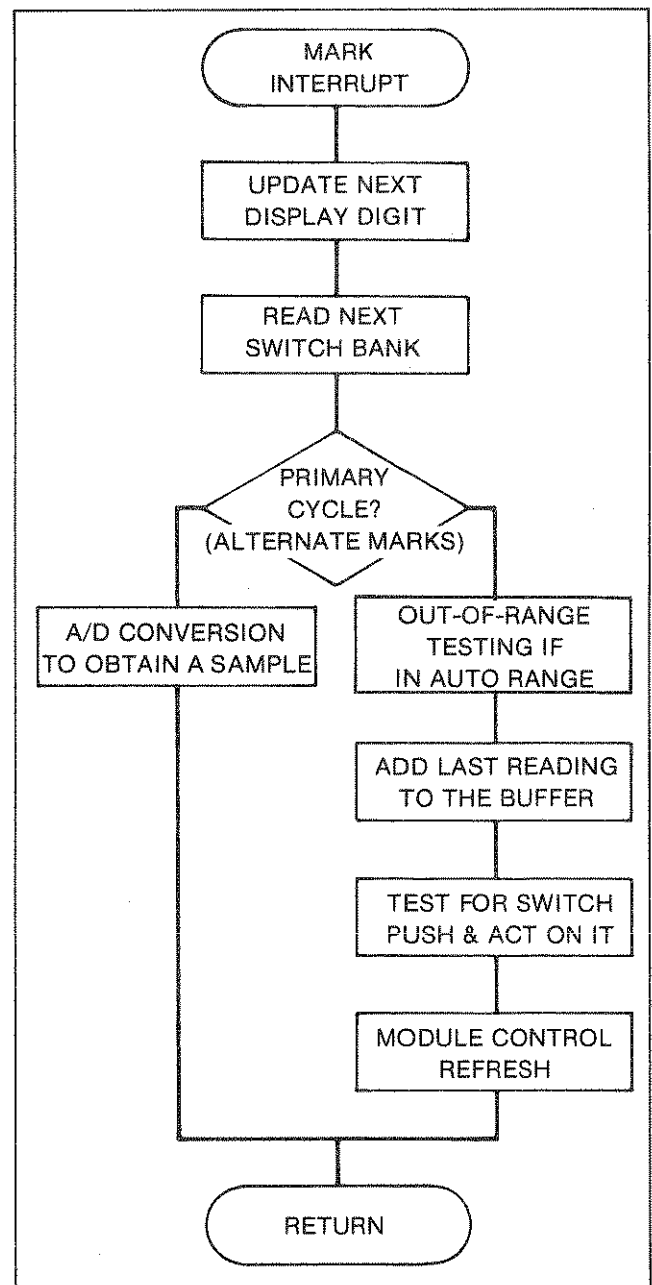 MARK
INTERRUPT
UPDATE NEXT
DISPLAY DIGIT
READ NEXT
SWITCH BANK
PRIMARY
CYCLE?
(ALTERNATE MARKS)
A/D CONVERSION
TO OBTAIN A SAMPLE
OUT-OF-RANGE
TESTING IF
IN AUTO RANGE
ADD LAST READING
TO THE BUFFER
TEST FOR SWITCH
PUSH & ACT ON IT
MODULE CONTROL
REFRESH
RETURN